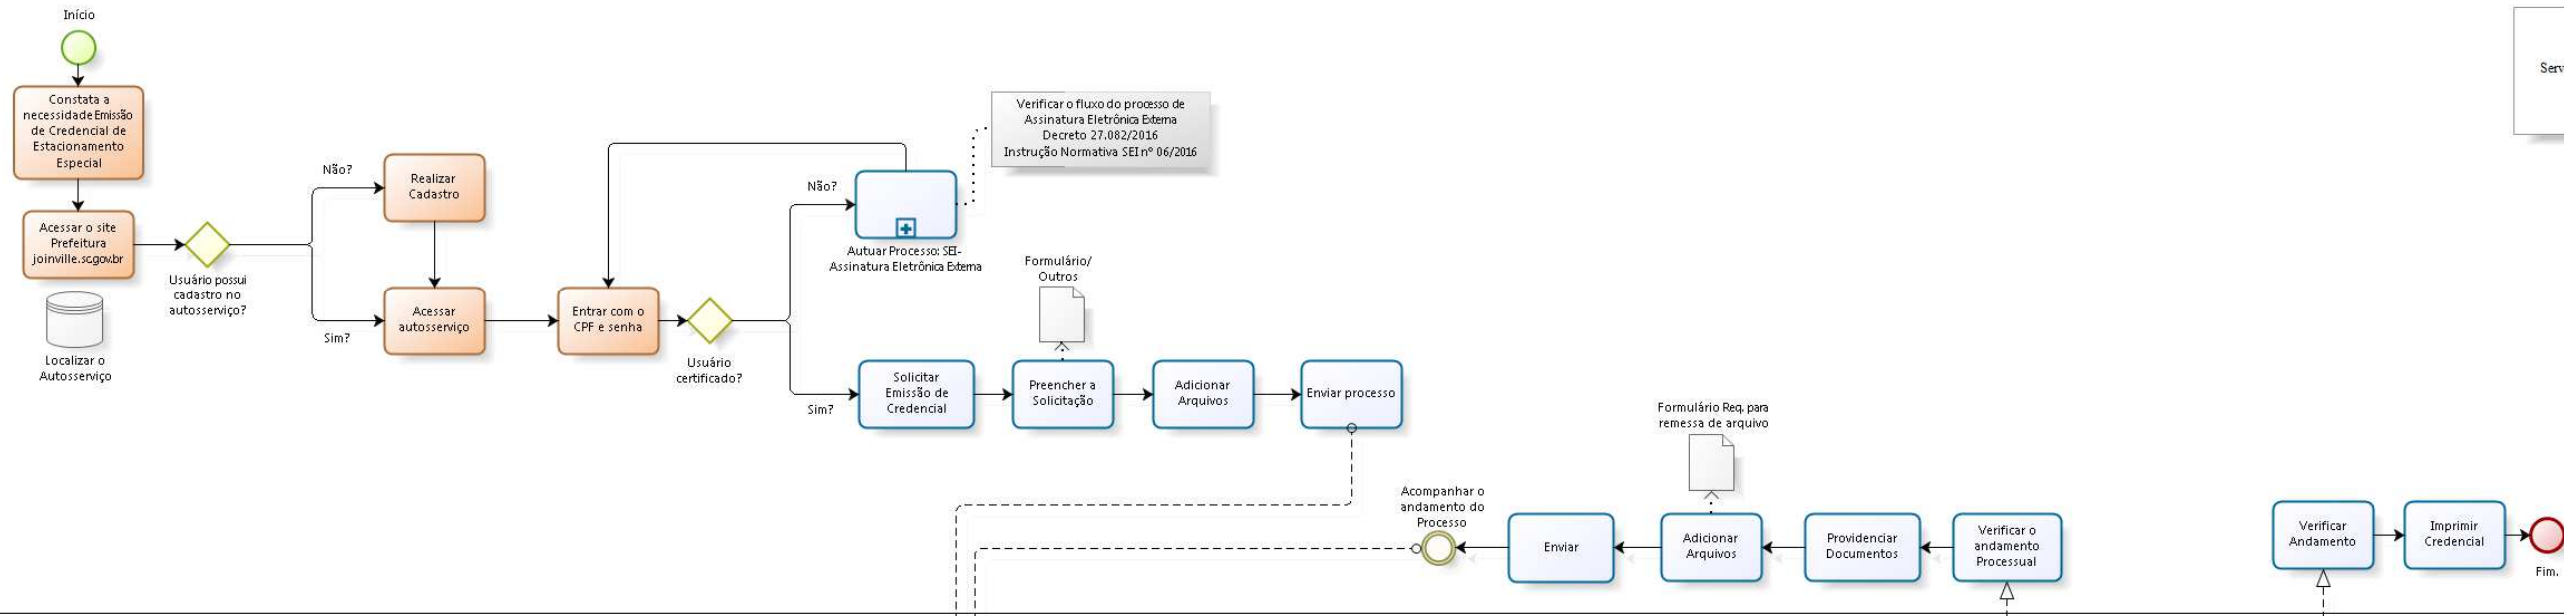 Início
Constata a
necessidade Emissão
de Credencial de
Estacionamento
Especial
Acessar o site
Prefeitura
joinville.sc.gov.br
Localizar o
Autosserviço
Usuário possui
cadastro no
autosserviço?
Não?
Sim?
Realizar
Cadastro
Acessar
autosserviço
Entrar com o
CPF e senha
Usuário
certificado?
Não?
Sim?
Autuar Processo: SEI-
Assinatura Eletrônica Externa
Verificar o fluxo do processo de
Assinatura Eletrônica Externa
Decreto 27.082/2016
Instrução Normativa SEI nº 06/2016
Solicitar
Emissão de
Credencial
Formulário/
Outros
Preencher a
Solicitação
Adicionar
Arquivos
Enviar processo
Acompanhar o
andamento do
Processo
Enviar
Formulário Req. para
remessa de arquivo
Adicionar
Arquivos
Providenciar
Documentos
Verificar o
andamento
Processual
Verificar
Andamento
Imprimir
Credencial
Fim.
Serv